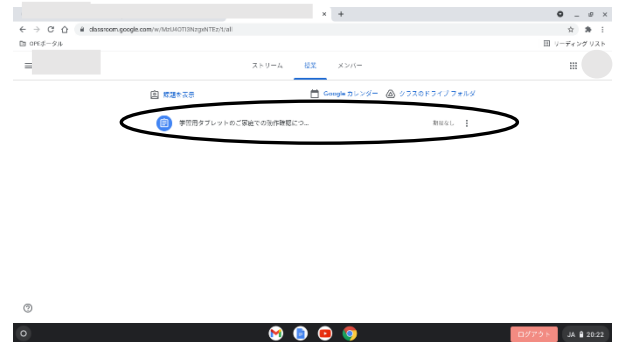 classroom.google.com/w/MzU4OTI3NzgxNTEz/t/all
OPEポータル
リーディング リスト
ストリーム 授業 メンバー
課題を表示 Google カレンダー クラスのドライブ フォルダ
学習用タブレットのご家庭での動作確認につ... 期限なし
ログアウト JA 20:22